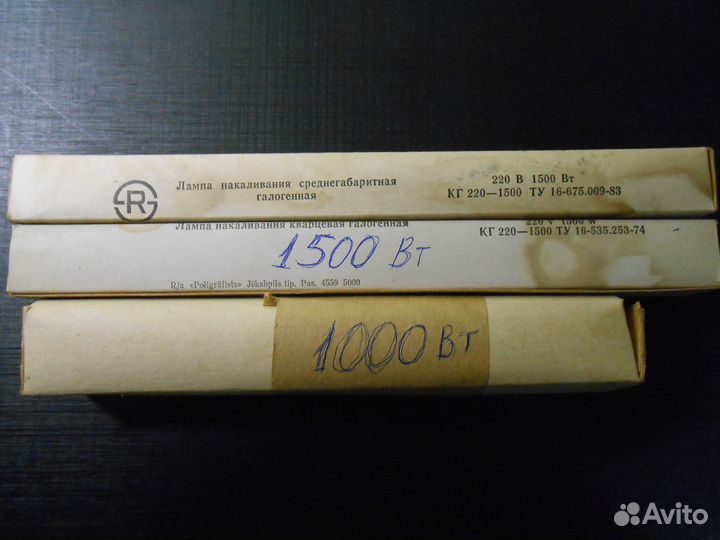 R
Лампа накаливания среднегабаритная
галогенная
220 В 1500 Вт
КГ 220—1500 ТУ 16-675.009-83
Лампа накаливания кварцевая галогенная
220 V 1500 w
КГ 220—1500 ТУ 16-535.253-74
1500 Вт
R/a «Poligrāfists» Jēkabpils tip. Pas. 4559 5000
1000 Вт
Avito